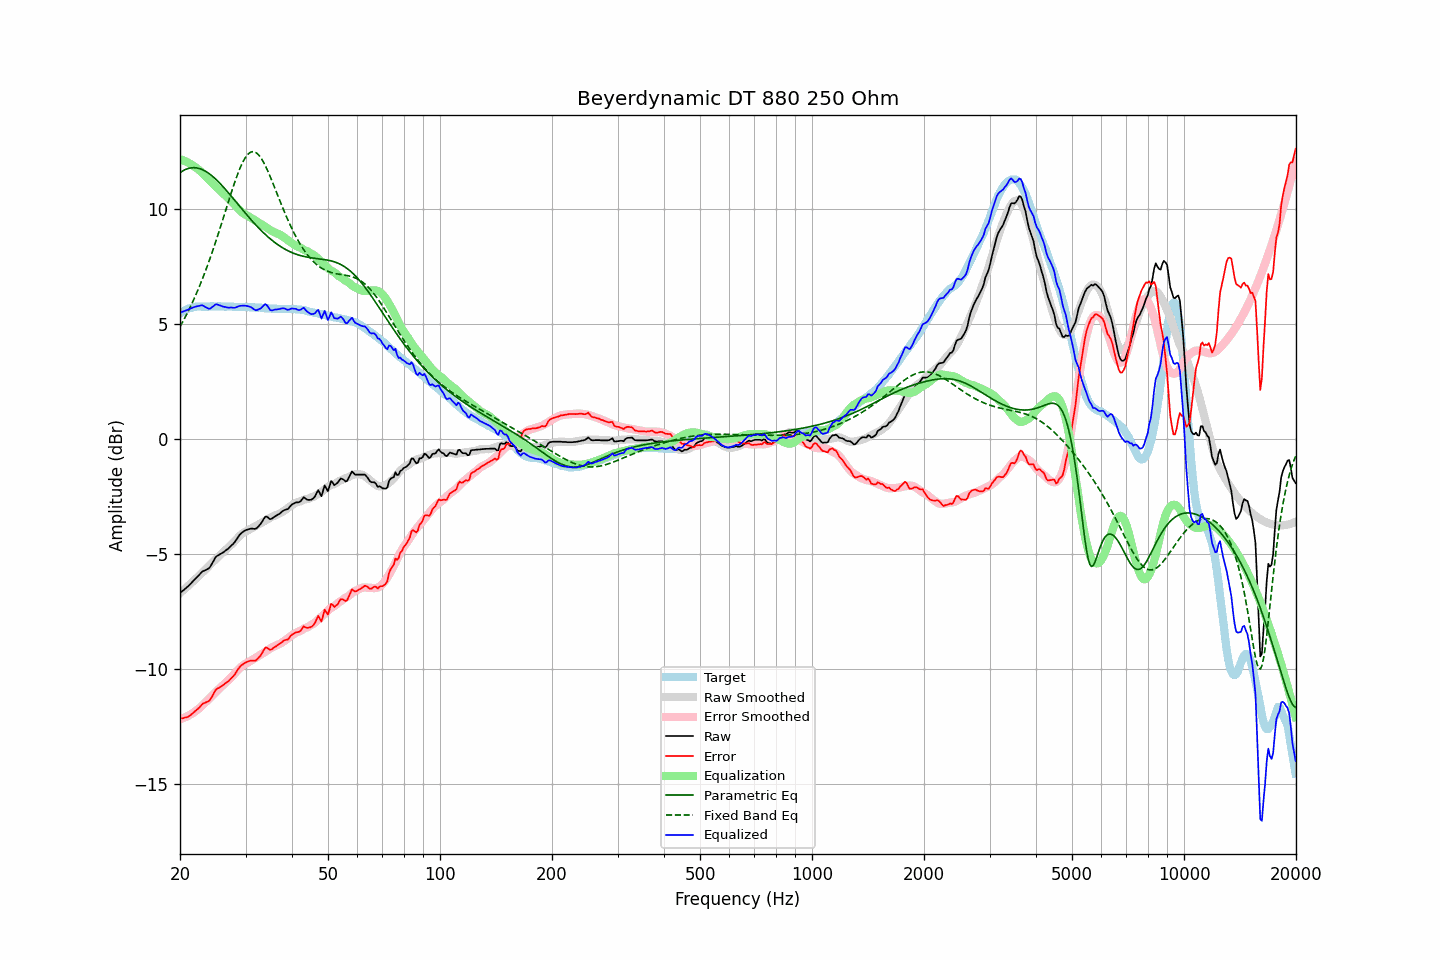 Beyerdynamic DT 880 250 Ohm
Amplitude (dBr)
10
5
0
−5
−10
−15
Target
Raw Smoothed
Error Smoothed
Raw
Error
Equalization
Parametric Eq
Fixed Band Eq
Equalized
20 50 100 200 500 1000 2000 5000 10000 20000
Frequency (Hz)